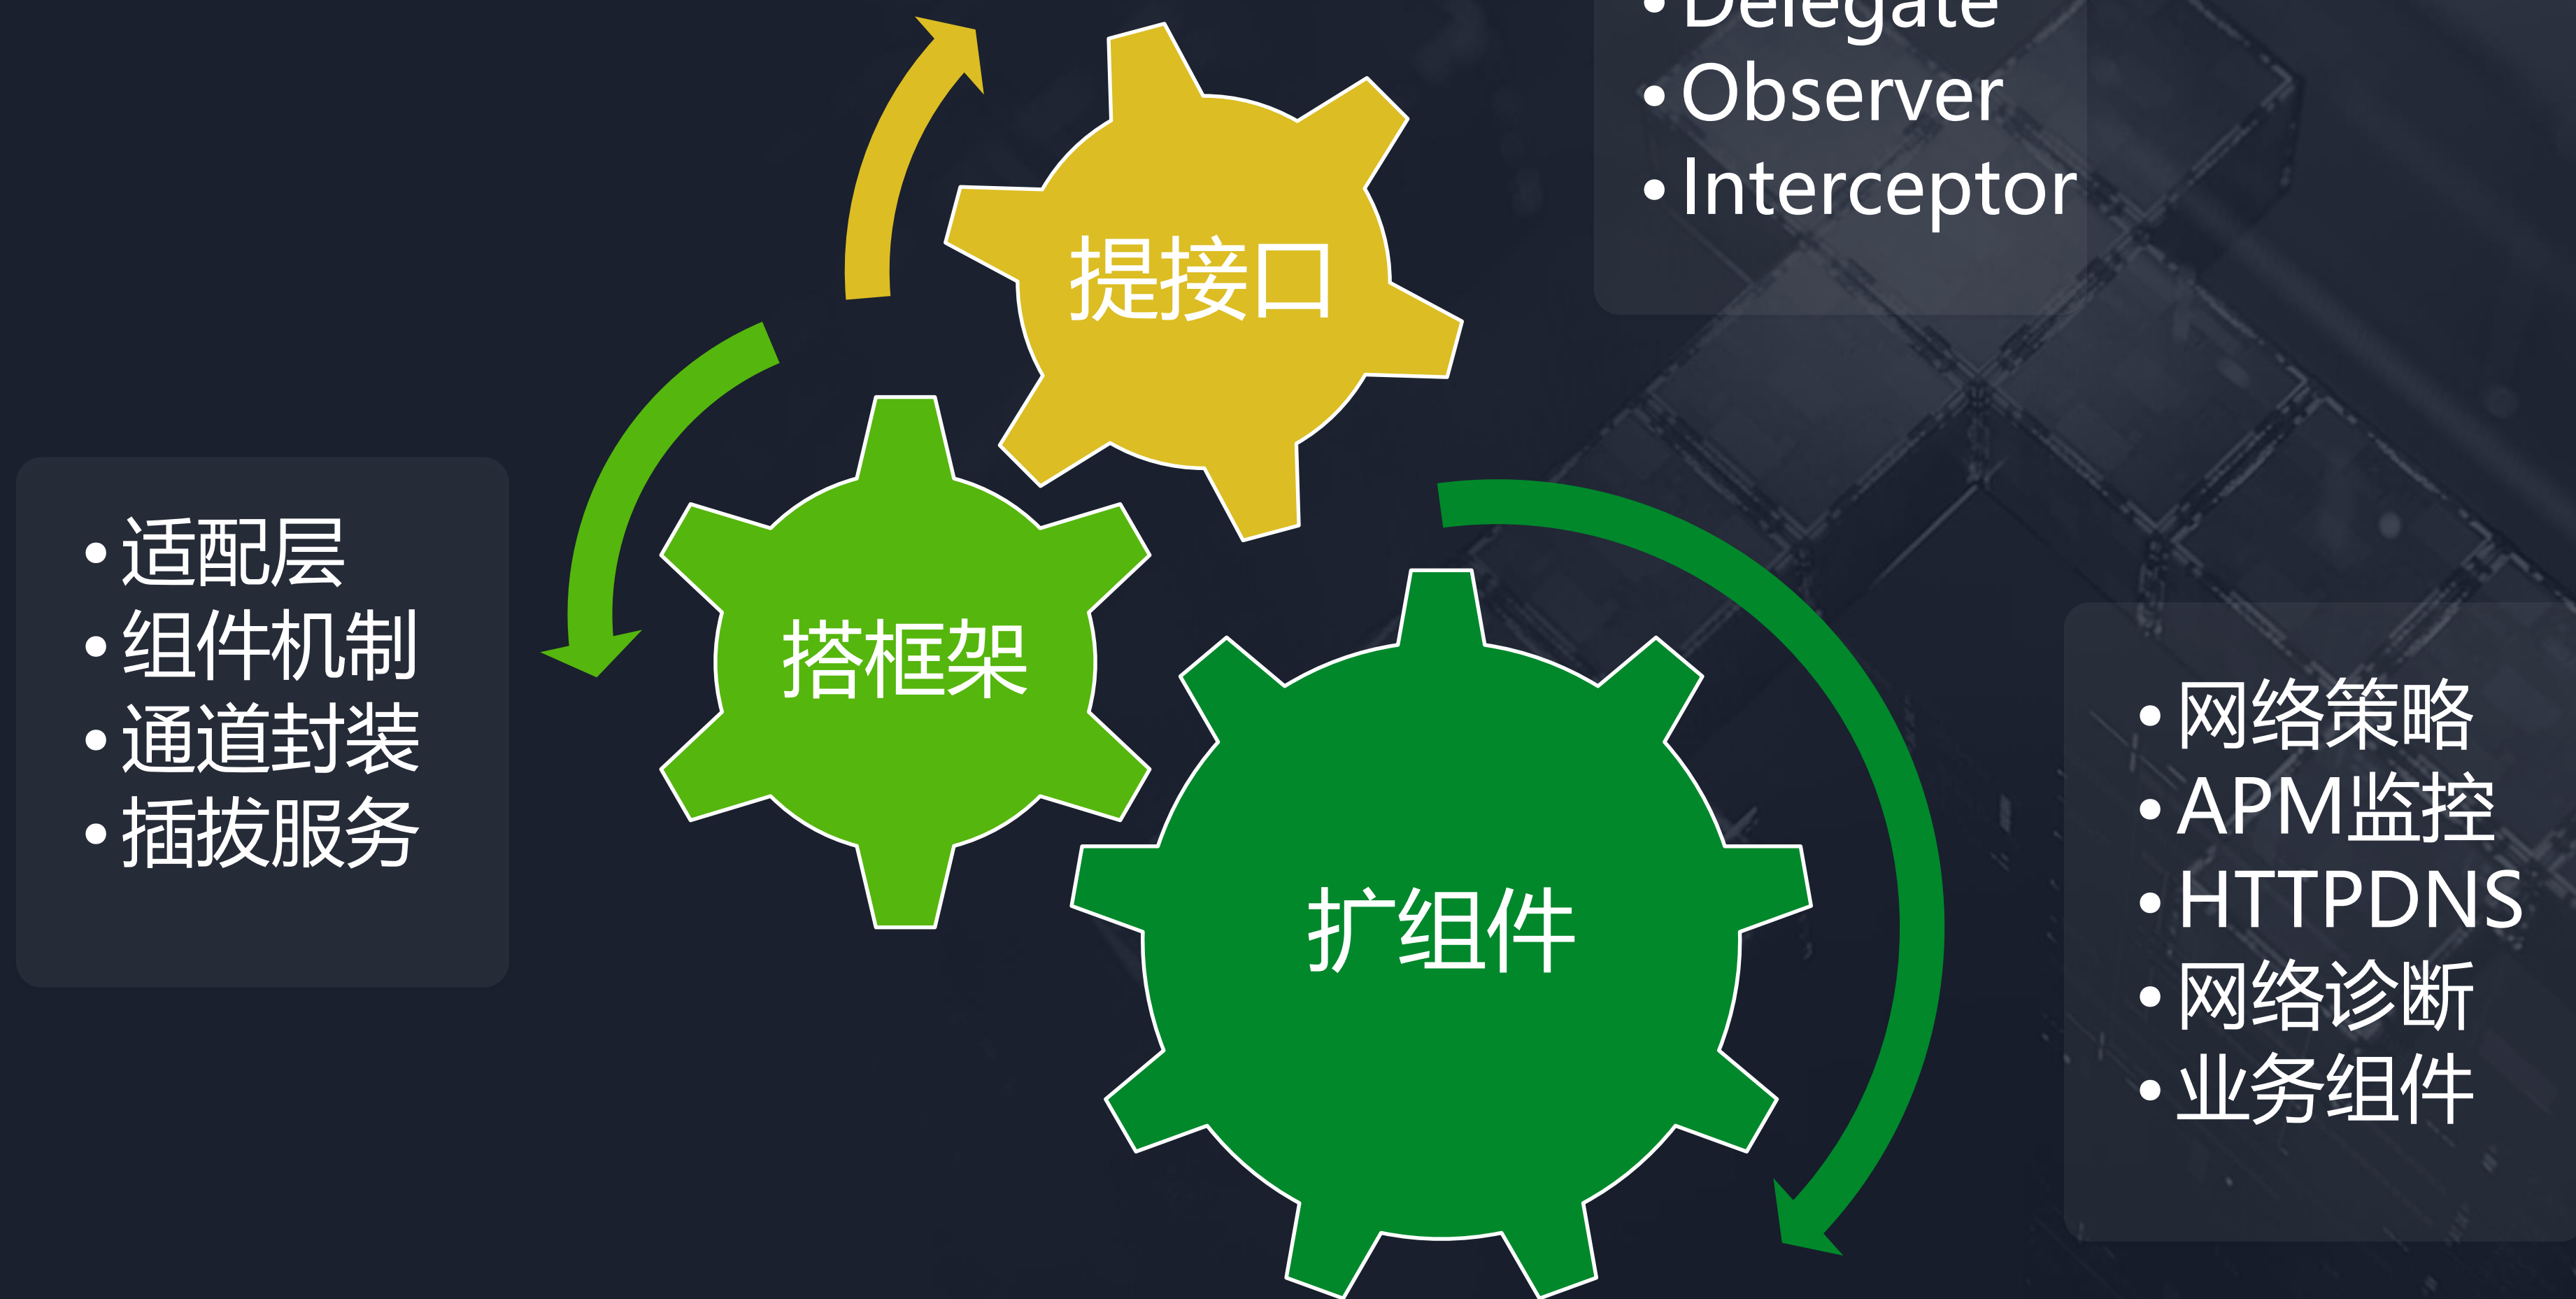 • Delegate
• Observer
• Interceptor
提接口
• 适配层
• 组件机制
• 通道封装
• 插拔服务
搭框架
• 网络策略
• APM监控
• HTTPDNS
• 网络诊断
• 业务组件
扩组件